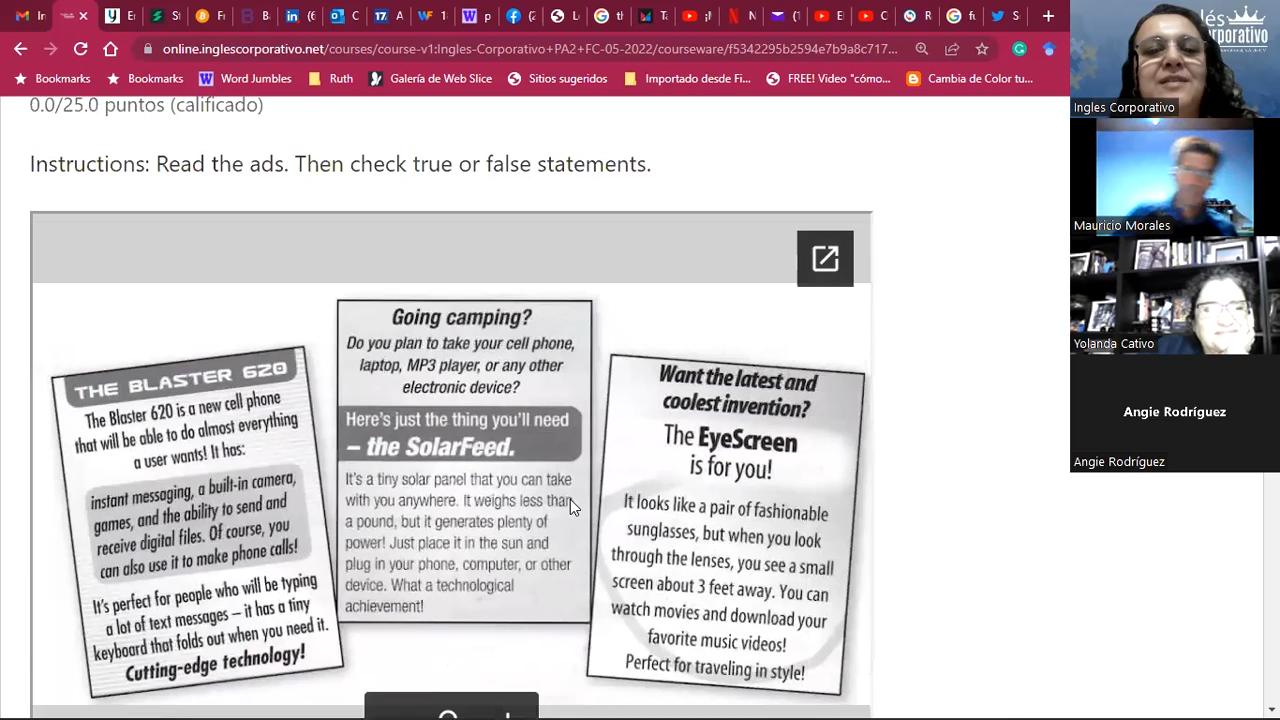 In
Er
St
Fr
B
(6
C
A
1
p
(2
L
th
Ta
¡M
N
(1
E
C
R
fu
S
online.inglescorporativo.net/courses/course-v1:Ingles-Corporativo+PA2+FC-05-2022/courseware/f5342295b2594e7b9a8c717...
Bookmarks
Bookmarks
Word Jumbles
Ruth
Galería de Web Slice
Sitios sugeridos
Importado desde Fi...
FREE! Video "cómo...
Cambia de Color tu...
0.0/25.0 puntos (calificado)
Instructions: Read the ads. Then check true or false statements.
THE BLASTER 620
The Blaster 620 is a new cell phone
that will be able to do almost everything
a user wants! It has:
instant messaging, a built-in camera,
games, and the ability to send and
receive digital files. Of course, you
can also use it to make phone calls!
It's perfect for people who will be typing
a lot of text messages – it has a tiny
keyboard that folds out when you need it.
Cutting-edge technology!
Going camping?
Do you plan to take your cell phone,
laptop, MP3 player, or any other
electronic device?
Here's just the thing you'll need
– the SolarFeed.
It's a tiny solar panel that you can take
with you anywhere. It weighs less than
a pound, but it generates plenty of
power! Just place it in the sun and
plug in your phone, computer, or other
device. What a technological
achievement!
Want the latest and
coolest invention?
The EyeScreen
is for you!
It looks like a pair of fashionable
sunglasses, but when you look
through the lenses, you see a small
screen about 3 feet away. You can
watch movies and download your
favorite music videos!
Perfect for traveling in style!
Ingles Corporativo
Mauricio Morales
Yolanda Cativo
Angie Rodríguez
Angie Rodríguez